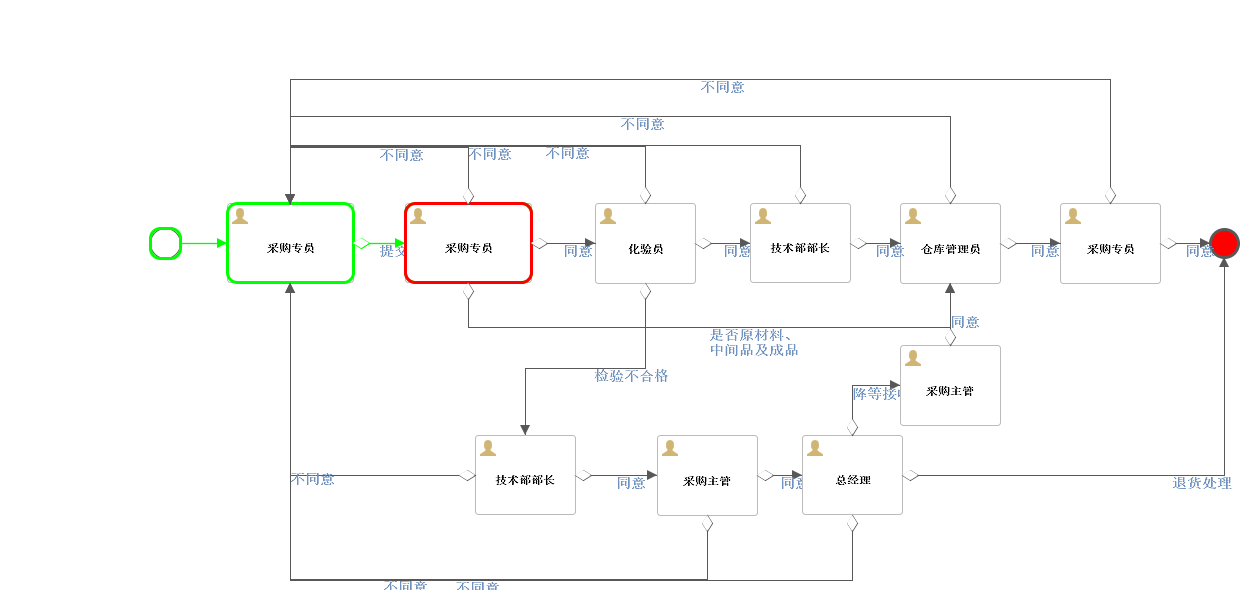 不同意
不同意
不同意
不同意
不同意
采购专员
提交
采购专员
同意
化验员
同意
技术部部长
同意
仓库管理员
同意
采购专员
同意
是否原材料、
中间品及成品
同意
检验不合格
降等接收
采购主管
不同意
技术部部长
同意
采购主管
同意
总经理
退货处理
不同意
不同意